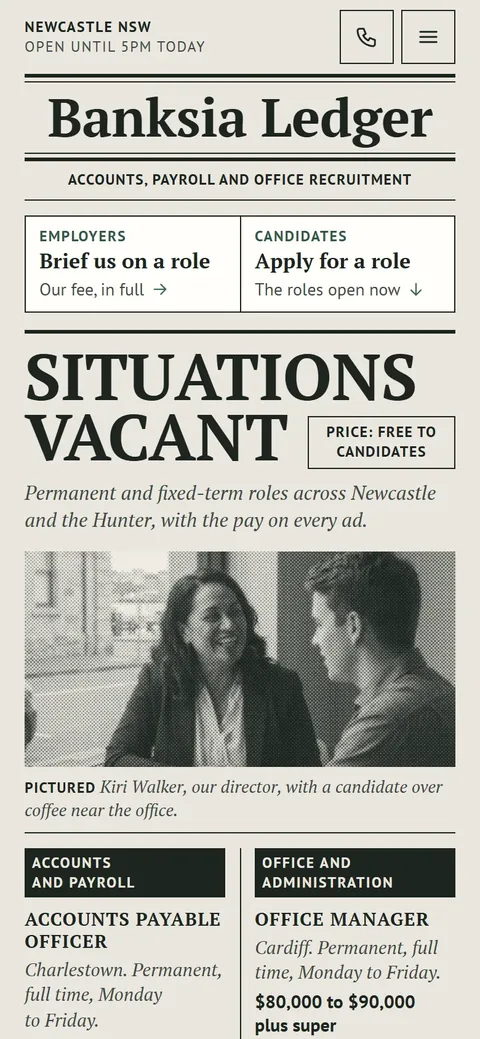 NEWCASTLE NSW
OPEN UNTIL 5PM TODAY
Banksia Ledger
ACCOUNTS, PAYROLL AND OFFICE RECRUITMENT
EMPLOYERS
Brief us on a role
Our fee, in full →
CANDIDATES
Apply for a role
The roles open now ↓
SITUATIONS
VACANT
PRICE: FREE TO
CANDIDATES
Permanent and fixed-term roles across Newcastle
and the Hunter, with the pay on every ad.
PICTURED Kiri Walker, our director, with a candidate over
coffee near the office.
ACCOUNTS
AND PAYROLL
ACCOUNTS PAYABLE
OFFICER
Charlestown. Permanent,
full time, Monday
to Friday.
OFFICE AND
ADMINISTRATION
OFFICE MANAGER
Cardiff. Permanent, full
time, Monday to Friday.
$80,000 to $90,000
plus super